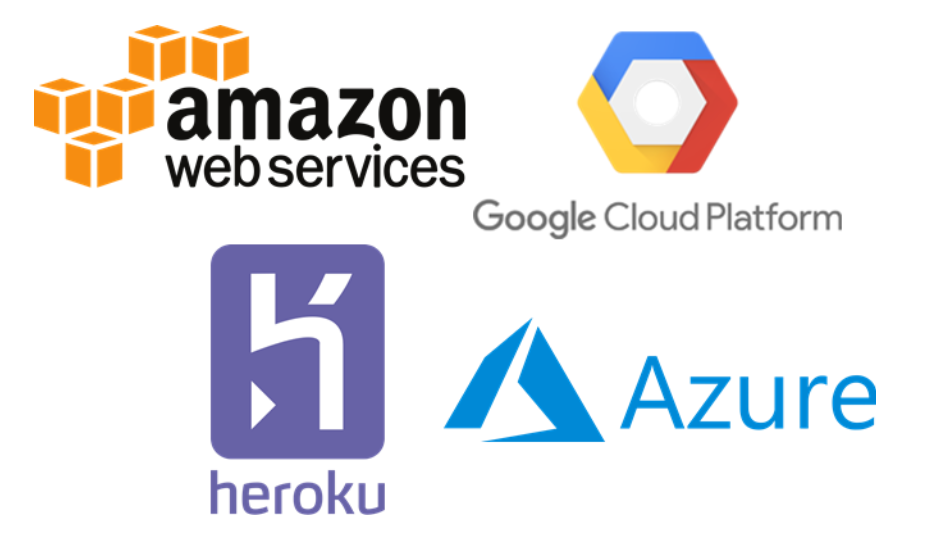 amazon
web services
Google Cloud Platform
heroku
Azure